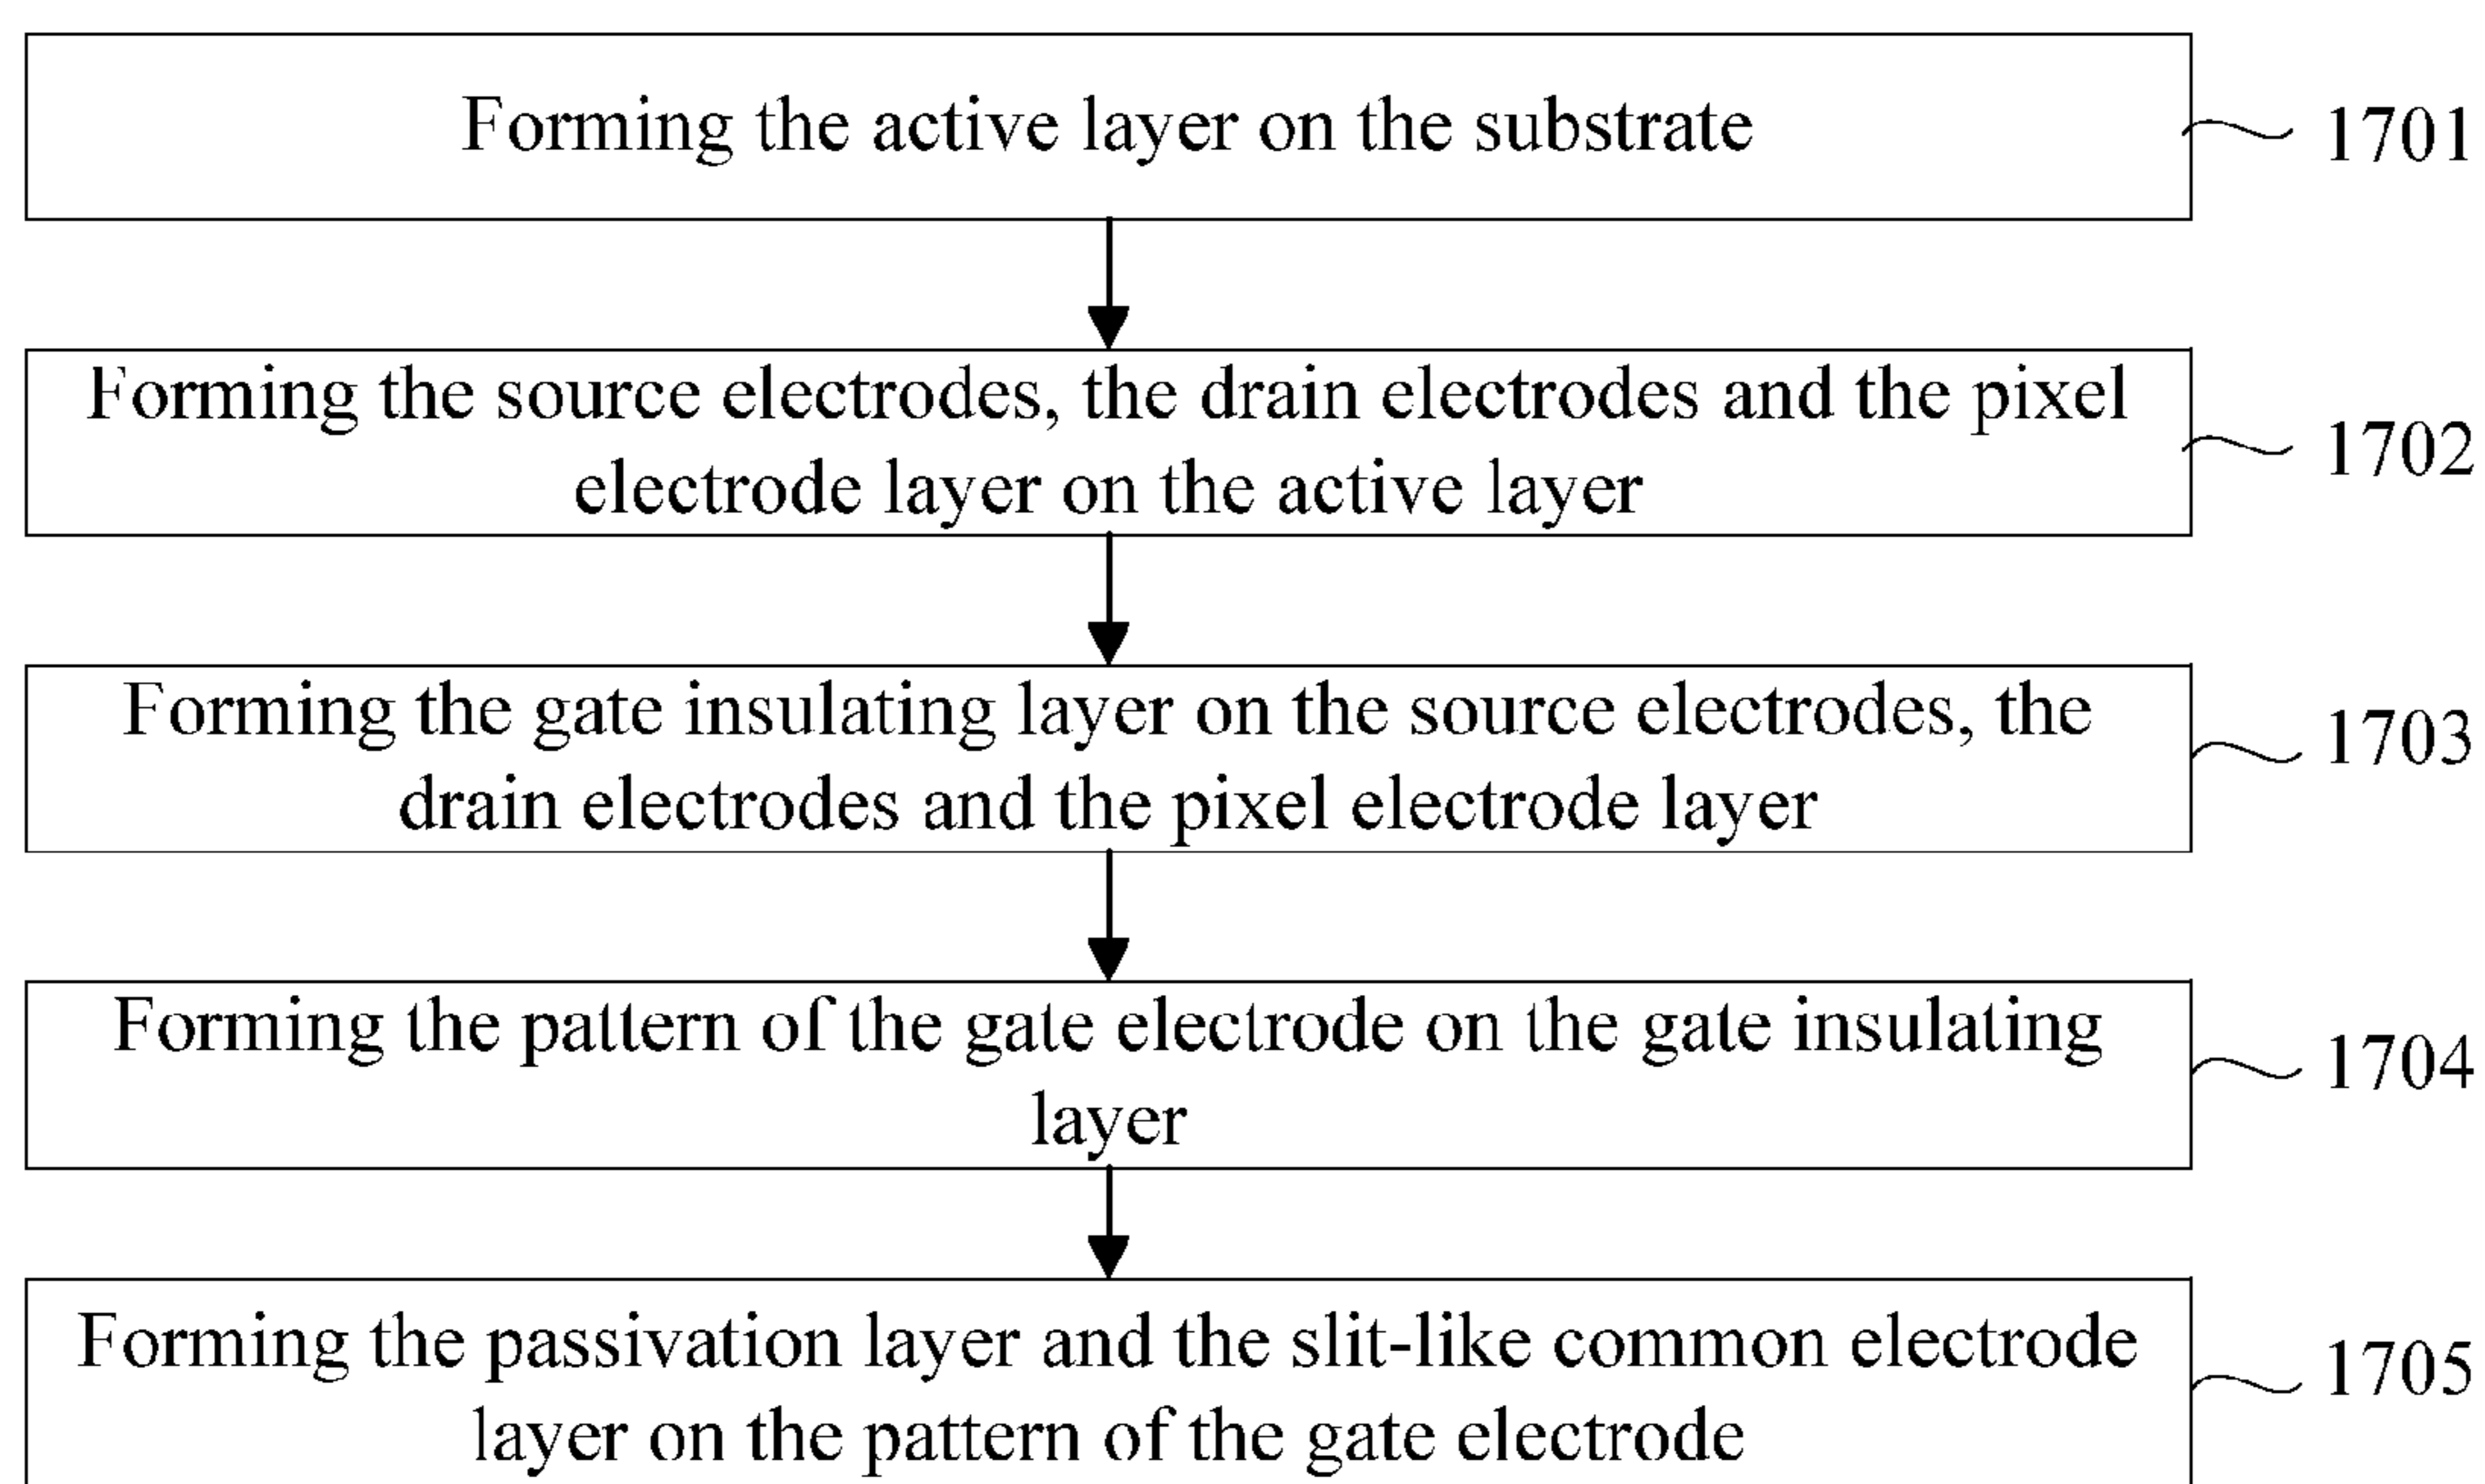 Forming the active layer on the substrate
1701
Forming the source electrodes, the drain electrodes and the pixel
electrode layer on the active layer
1702
Forming the gate insulating layer on the source electrodes, the
drain electrodes and the pixel electrode layer
1703
Forming the pattern of the gate electrode on the gate insulating
layer
1704
Forming the passivation layer and the slit-like common electrode
layer on the pattern of the gate electrode
1705